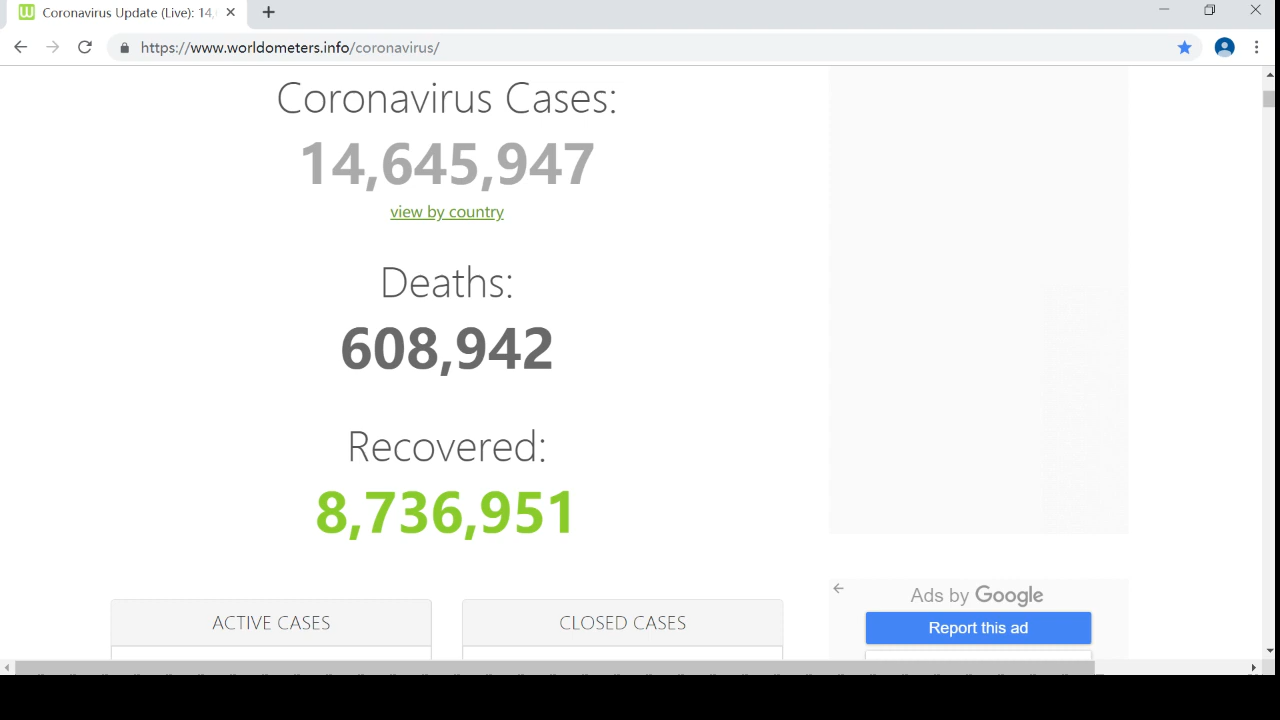 Coronavirus Update (Live): 14,
https://www.worldometers.info/coronavirus/
Coronavirus Cases:
14,645,947
view by country
Deaths:
608,942
Recovered:
8,736,951
ACTIVE CASES
CLOSED CASES
Ads by Google
Report this ad